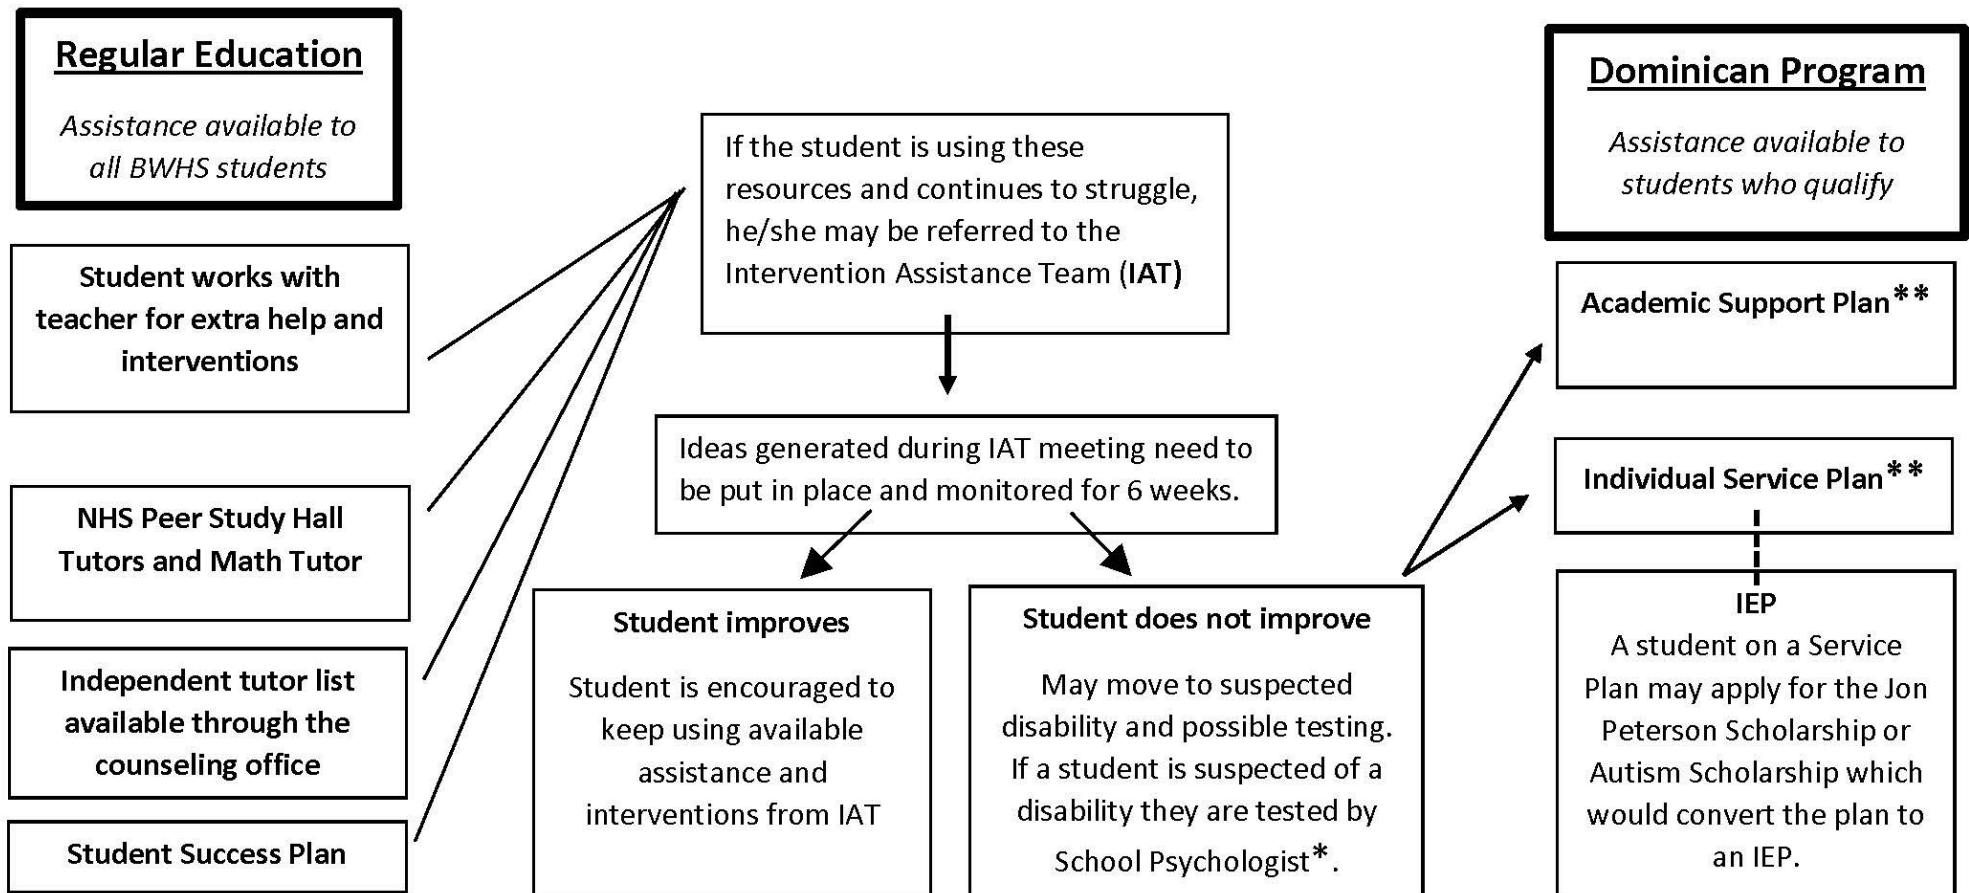 Regular Education
Assistance available to
all BWHS students
Student works with
teacher for extra help and
interventions
NHS Peer Study Hall
Tutors and Math Tutor
Independent tutor list
available through the
counseling office
Student Success Plan
If the student is using these
resources and continues to struggle,
he/she may be referred to the
Intervention Assistance Team (IAT)
Ideas generated during IAT meeting need to
be put in place and monitored for 6 weeks.
Student improves
Student is encouraged to
keep using available
assistance and
interventions from IAT
Student does not improve
May move to suspected
disability and possible testing.
If a student is suspected of a
disability they are tested by
School Psychologist*.
Dominican Program
Assistance available to
students who qualify
Academic Support Plan**
Individual Service Plan**
IEP
A student on a Service
Plan may apply for the Jon
Peterson Scholarship or
Autism Scholarship which
would convert the plan to
an IEP.